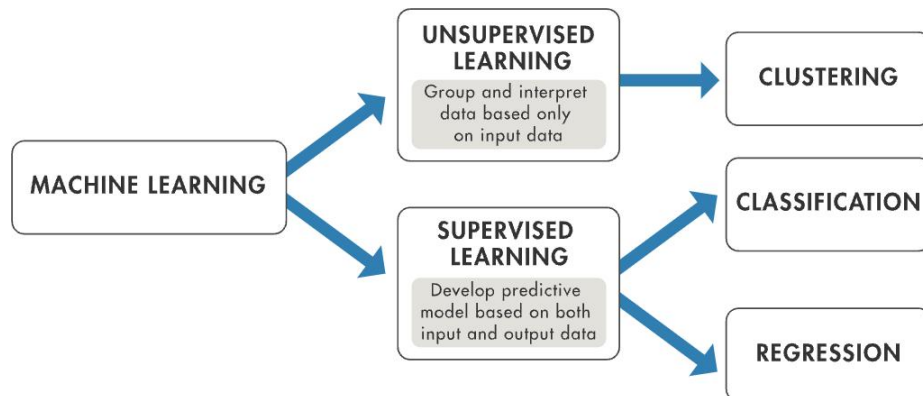 MACHINE LEARNING
UNSUPERVISED
LEARNING
Group and interpret
data based only
on input data
SUPERVISED
LEARNING
Develop predictive
model based on both
input and output data
CLUSTERING
CLASSIFICATION
REGRESSION